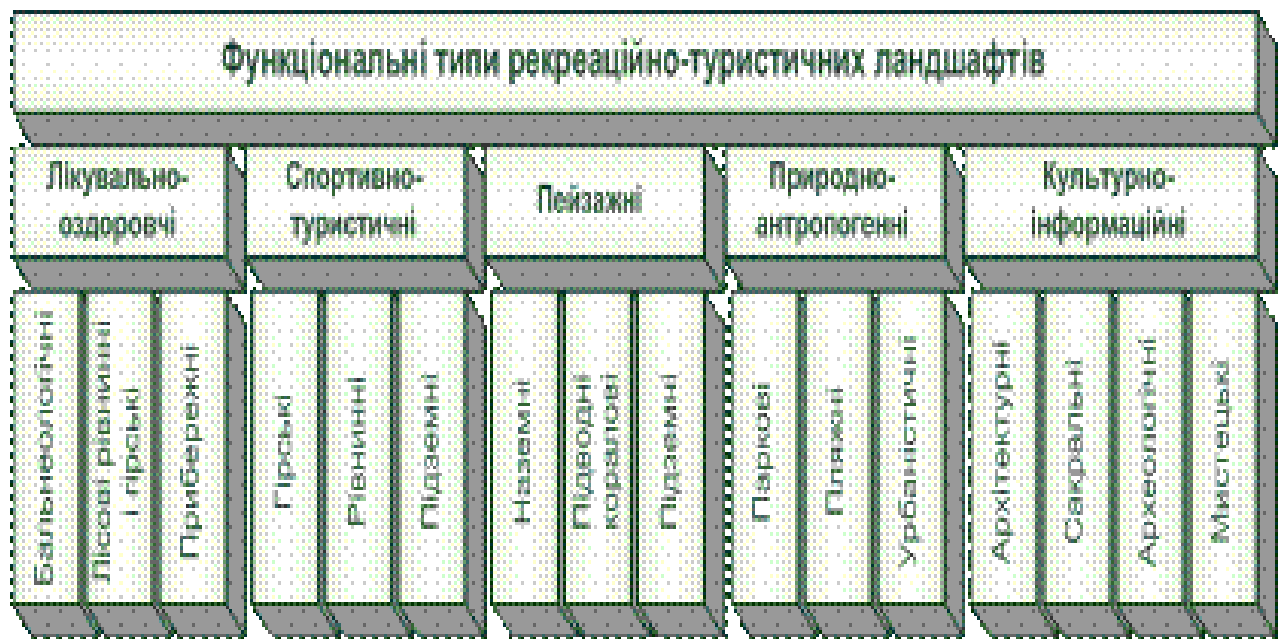 Функціональні типи рекреаційно-туристичних ландшафтів
Лікувально-
оздоровчі
Спортивно-
туристичні
Пейзажні
Природно-
антропогенні
Культурно-
інформаційні
Бальнеологічні
Лісові рівнинні
і гірські
Прибережні
Гірські
Рівнинні
Підземні
Наземні
Підводні
коралові
Підземні
Паркові
Пляжні
Урбаністичні
Архітектурні
Сакральні
Археологічні
Мистецькі